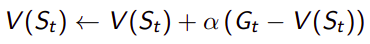 V(S_t) ← V(S_t) + α (G_t − V(S_t))